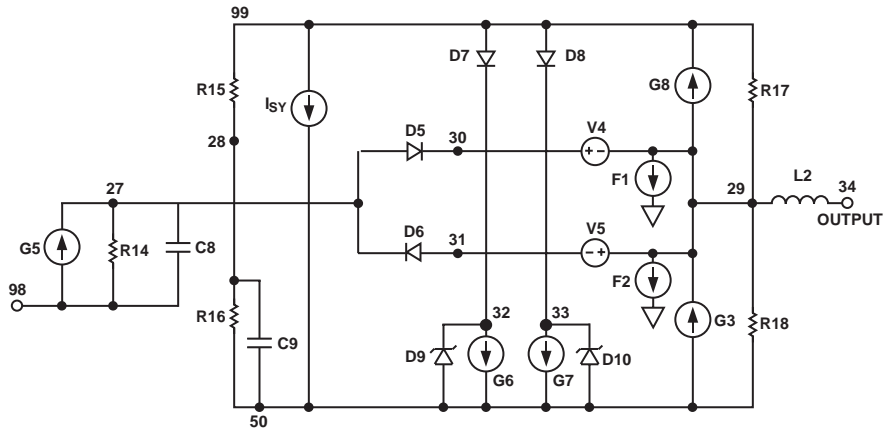 99
D7
D8
R15
ISY
G8
R17
D5
30
V4
28
+ -
F1
L2
27
29
34
OUTPUT
G5
R14
C8
D6
31
V5
- +
98
F2
R16
32
33
G3
R18
C9
D9
G6
G7
D10
50